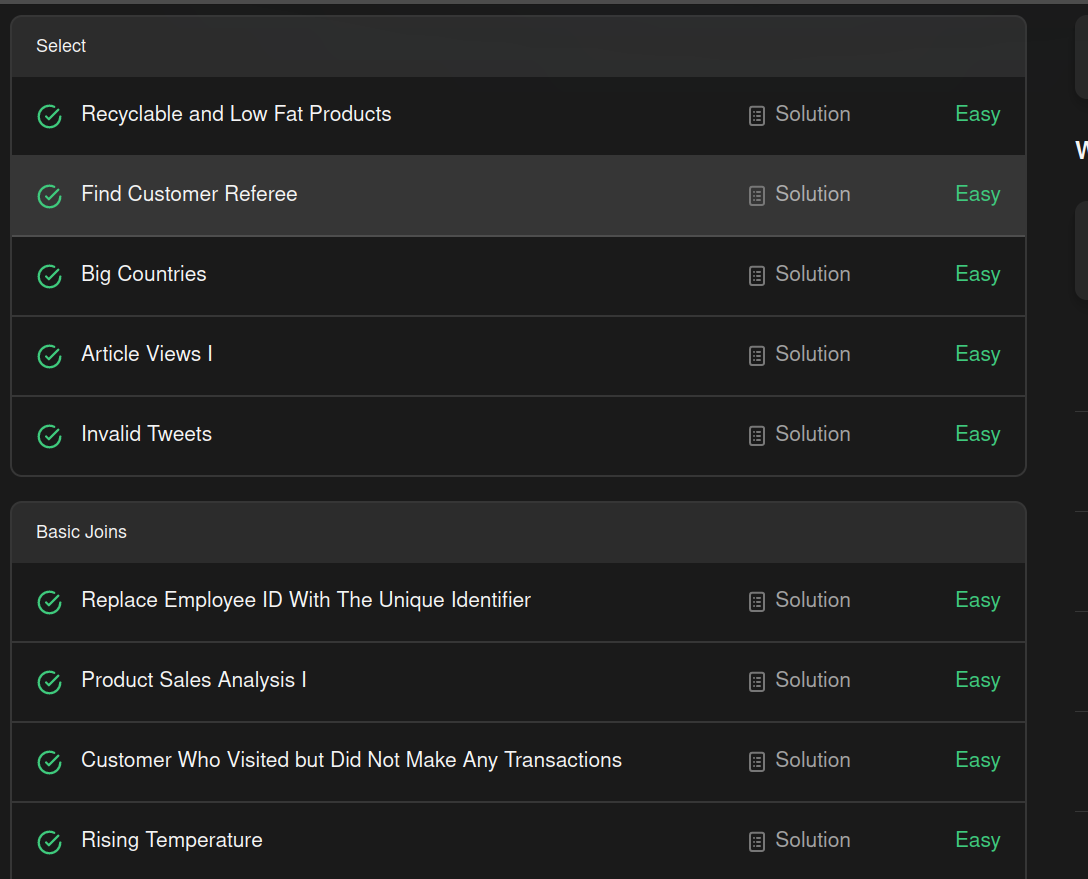 Select
Recyclable and Low Fat Products Solution Easy
Find Customer Referee Solution Easy
Big Countries Solution Easy
Article Views I Solution Easy
Invalid Tweets Solution Easy
Basic Joins
Replace Employee ID With The Unique Identifier Solution Easy
Product Sales Analysis I Solution Easy
Customer Who Visited but Did Not Make Any Transactions Solution Easy
Rising Temperature Solution Easy